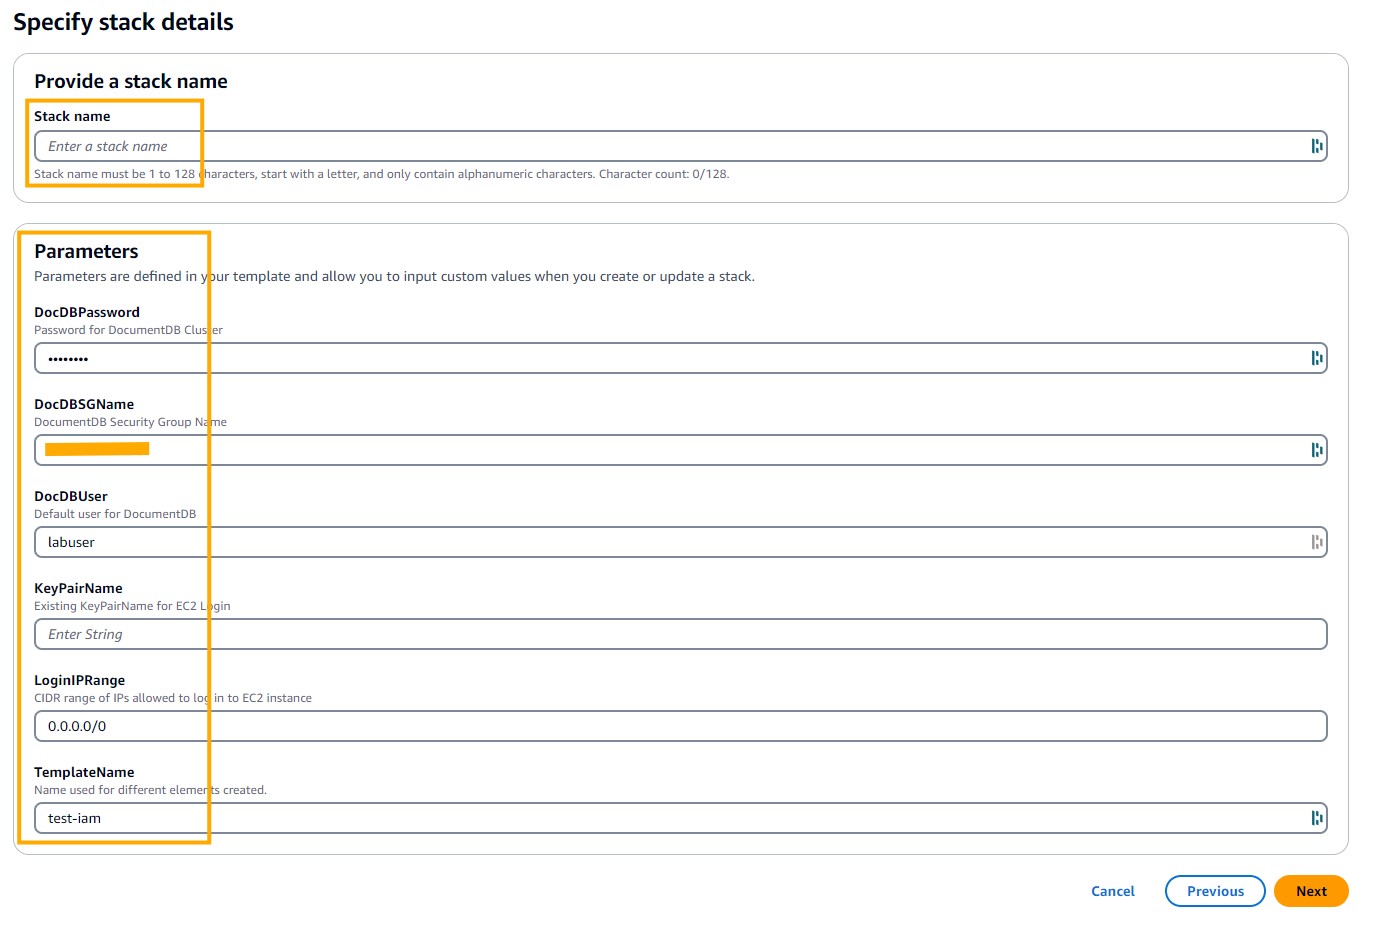 Specify stack details
Provide a stack name
Stack name
Enter a stack name
Stack name must be 1 to 128 characters, start with a letter, and only contain alphanumeric characters. Character count: 0/128.
Parameters
Parameters are defined in your template and allow you to input custom values when you create or update a stack.
DocDBPassword
Password for DocumentDB Cluster
••••••••
DocDBSGName
DocumentDB Security Group Name
DocDBUser
Default user for DocumentDB
labuser
KeyPairName
Existing KeyPairName for EC2 Login
Enter String
LoginIPRange
CIDR range of IPs allowed to log in to EC2 instance
0.0.0.0/0
TemplateName
Name used for different elements created.
test-iam
Cancel
Previous
Next